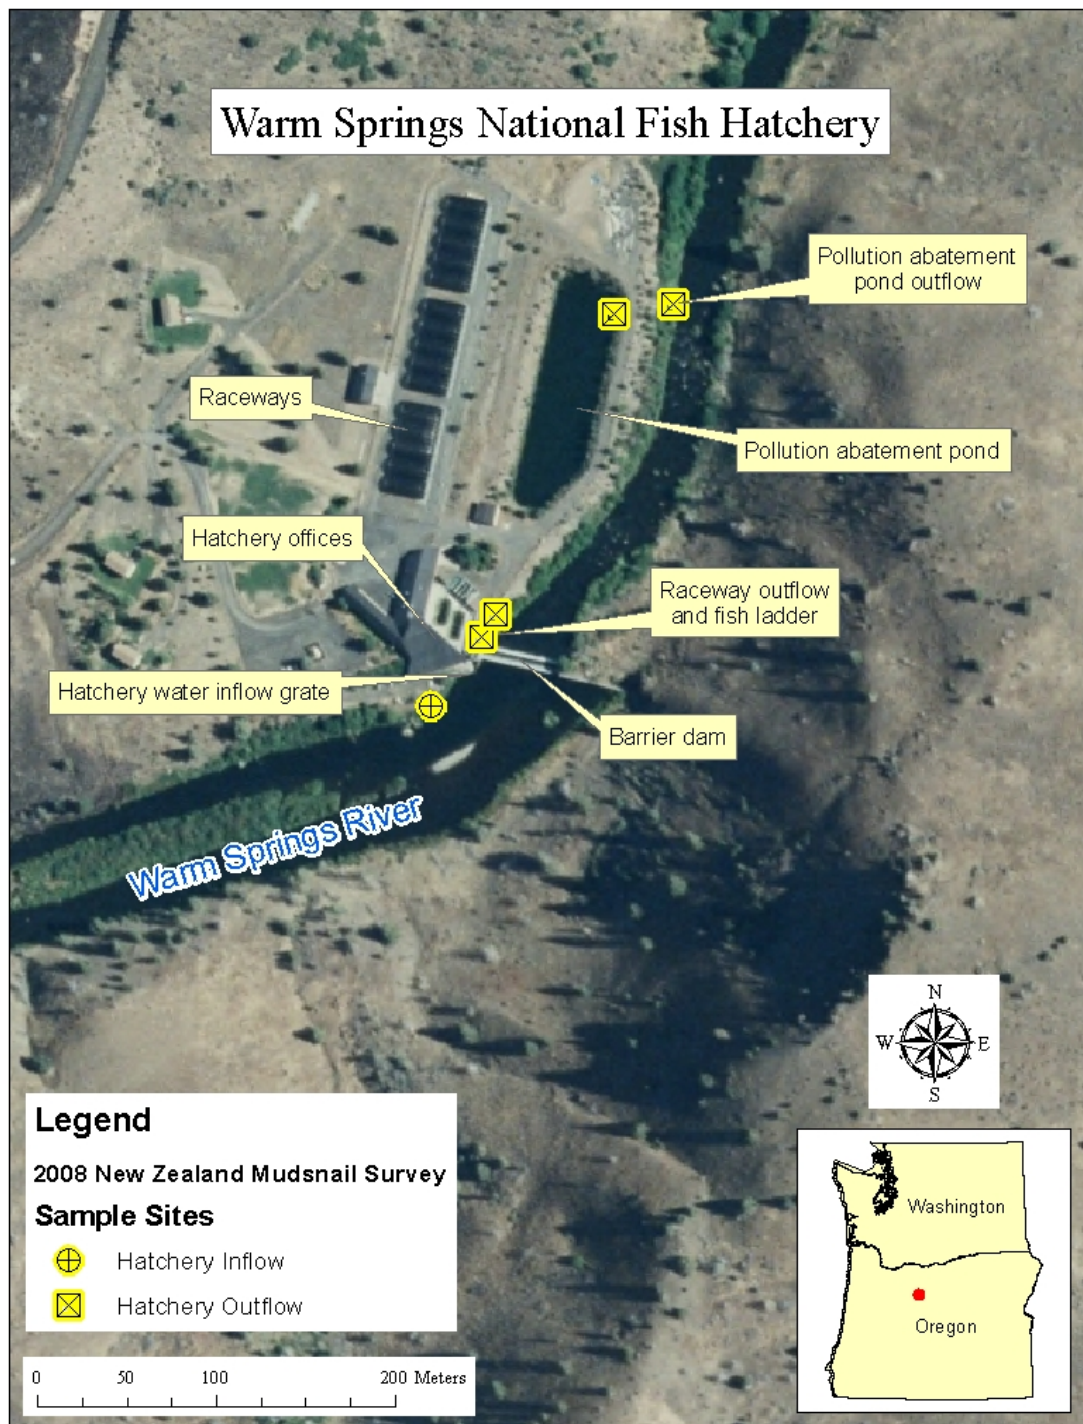 Warm Springs National Fish Hatchery
Pollution abatement
pond outflow
Raceways
Pollution abatement pond
Hatchery offices
Raceway outflow
and fish ladder
Hatchery water inflow grate
Barrier dam
Warm Springs River
N
W E
S
Legend
2008 New Zealand Mudsnail Survey
Sample Sites
Hatchery Inflow
Hatchery Outflow
0 50 100 200 Meters
Washington
Oregon